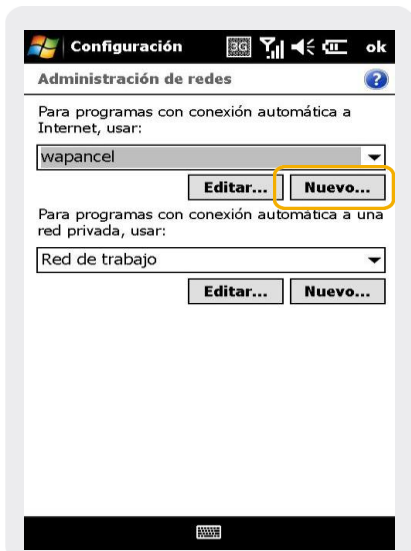 Configuración
3G
ok
Administración de redes
?
Para programas con conexión automática a
Internet, usar:
wapancel
Editar...
Nuevo...
Para programas con conexión automática a una
red privada, usar:
Red de trabajo
Editar...
Nuevo...